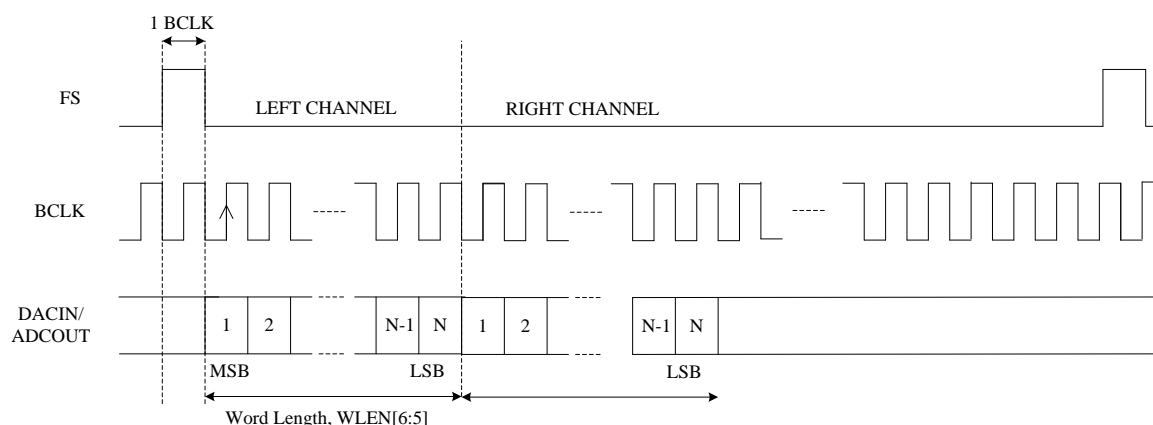 1 BCLK
FS
LEFT CHANNEL RIGHT CHANNEL
BCLK
DACIN/
ADCOUT
1 2 N-1 N 1 2 N-1 N
MSB LSB LSB
Word Length, WLEN[6:5]